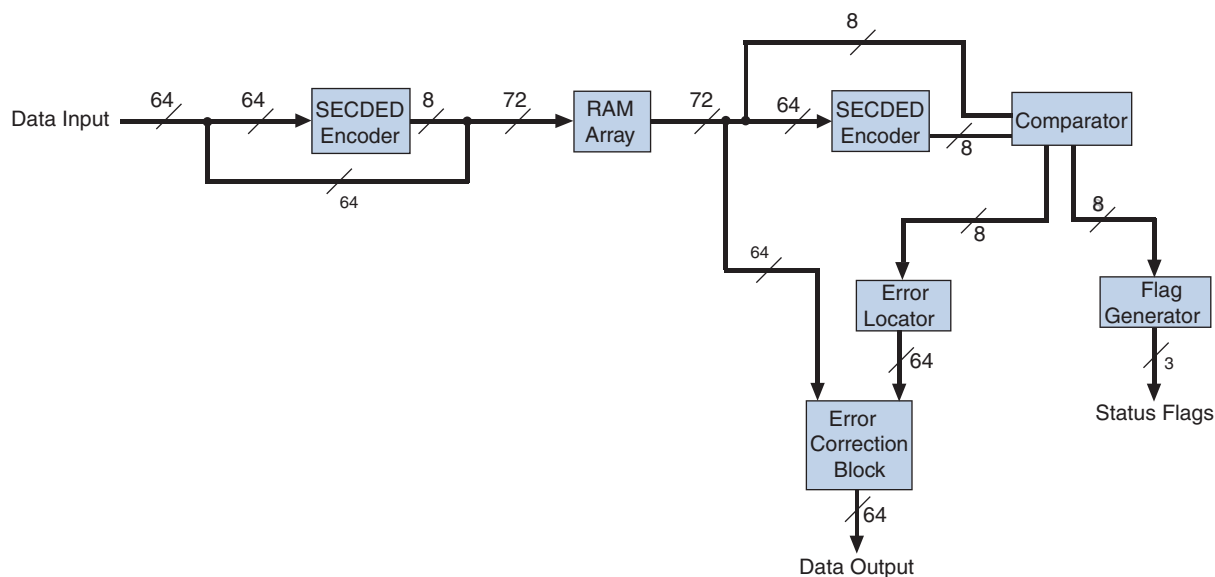 8
64
64
SECDED
Encoder
8
72
RAM
Array
72
64
SECDED
Encoder
8
Comparator
Data Input
64
8
8
64
Error
Locator
Flag
Generator
64
3
Status Flags
Error
Correction
Block
64
Data Output